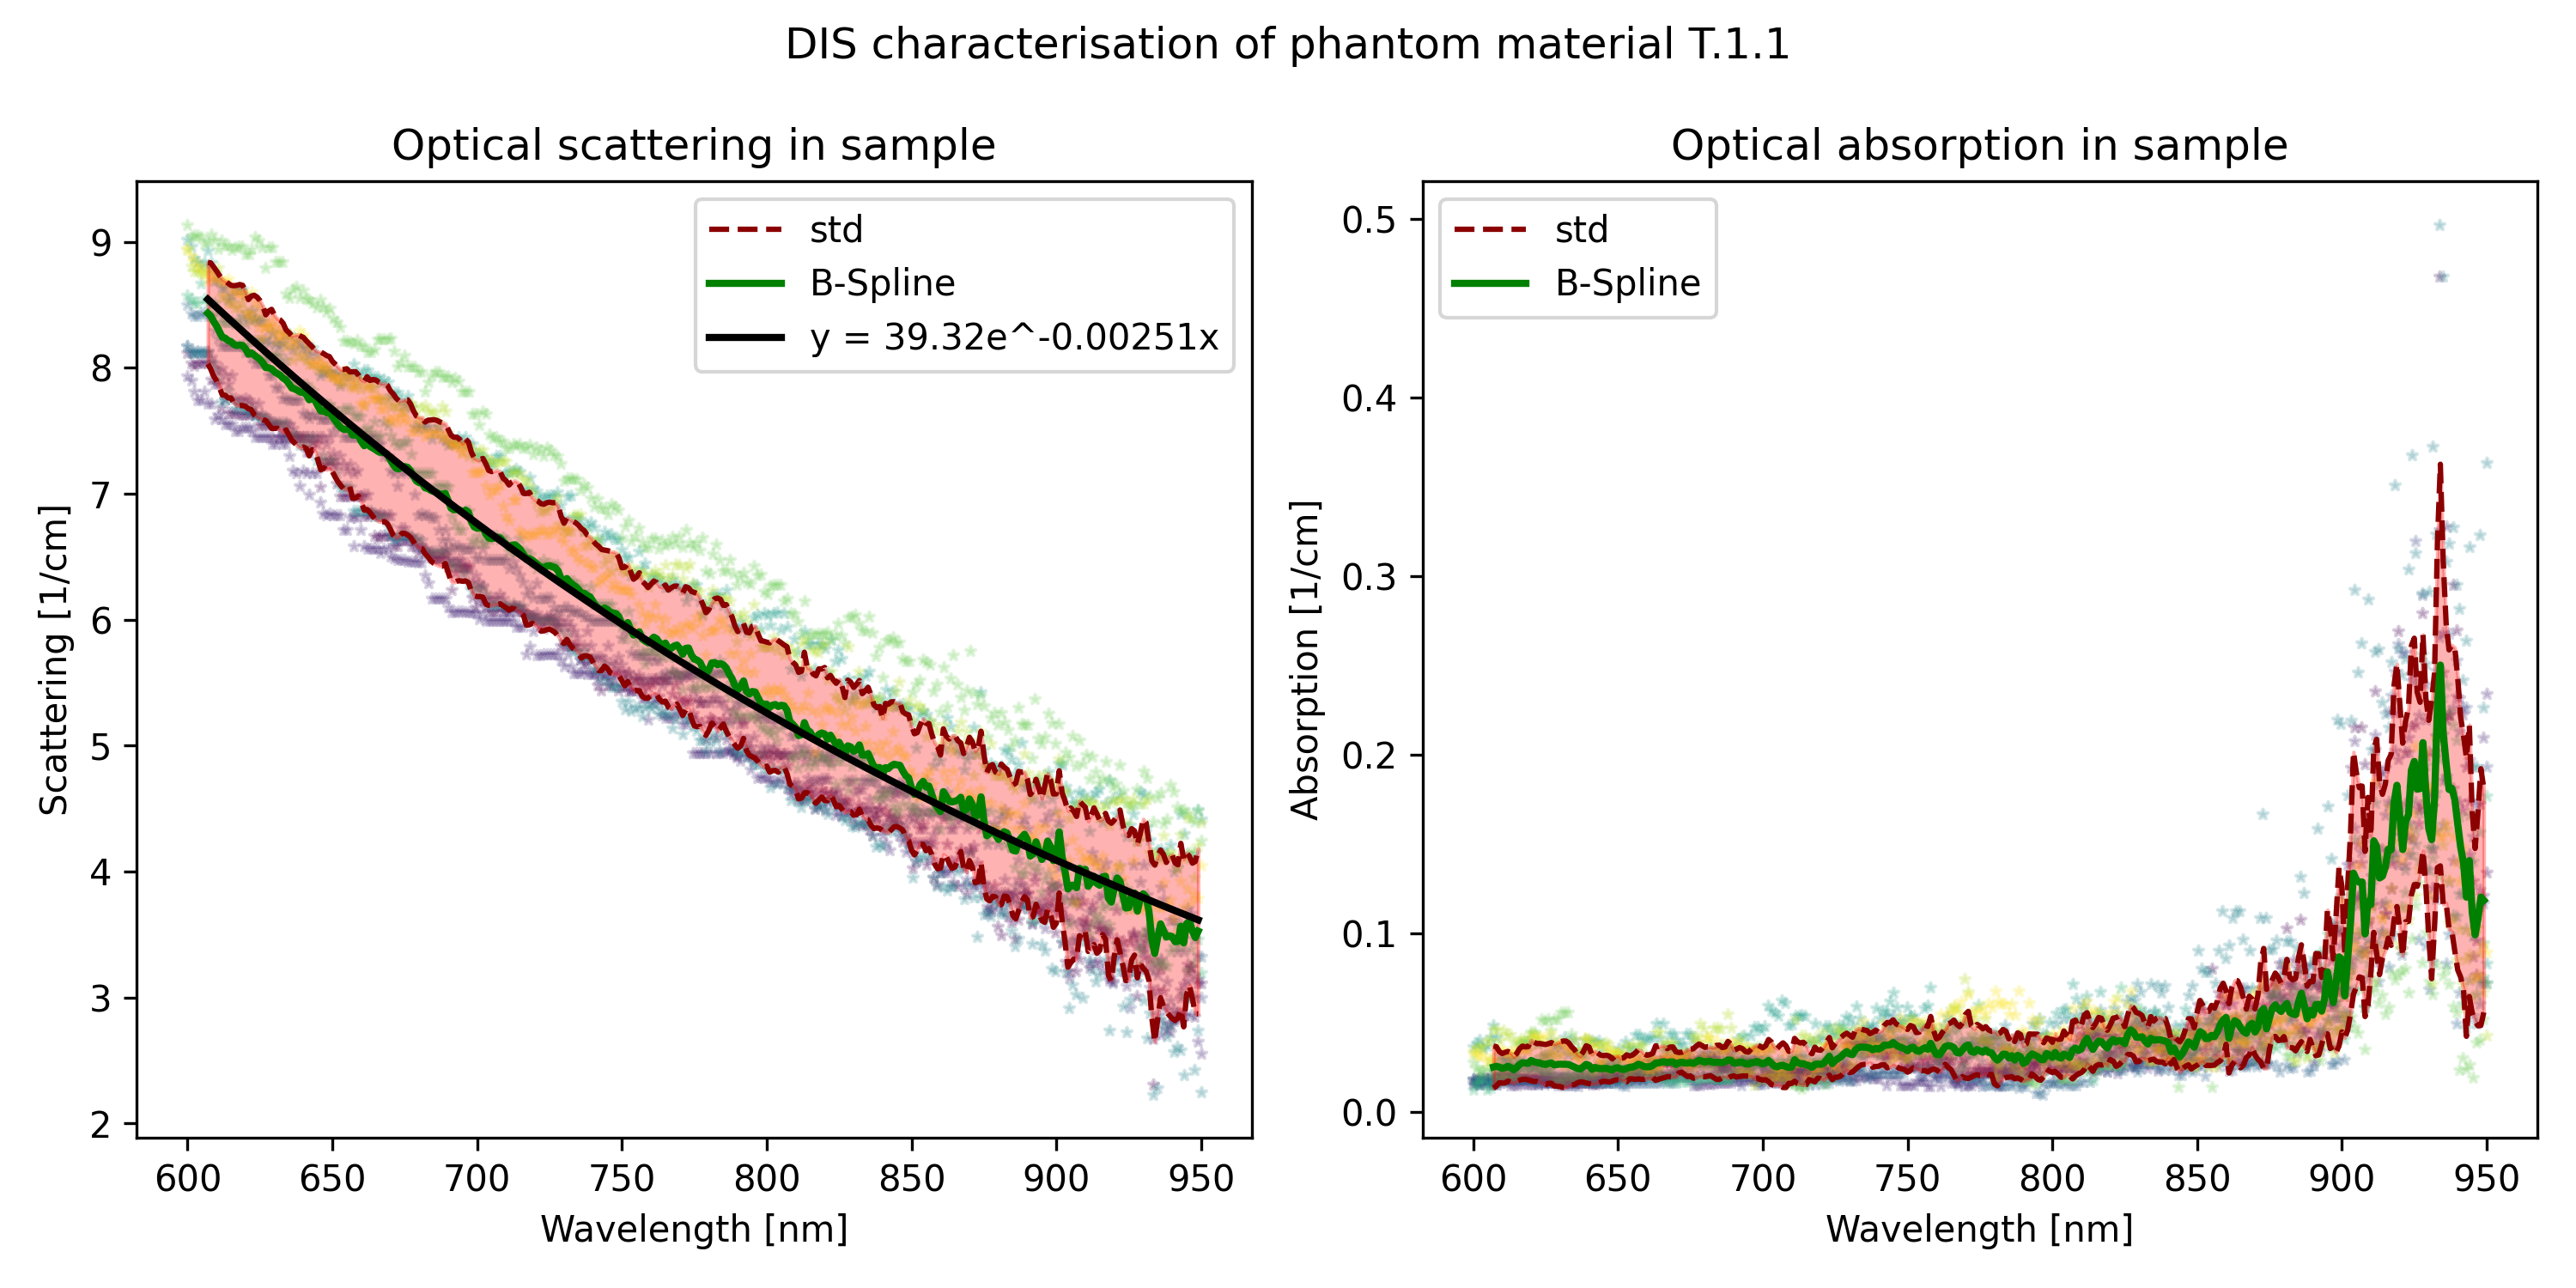 DIS characterisation of phantom material T.1.1
Optical scattering in sample
std
B-Spline
y = 39.32e^-0.00251x
Scattering [1/cm]
9
8
7
6
5
4
3
2
600 650 700 750 800 850 900 950
Wavelength [nm]
Optical absorption in sample
std
B-Spline
Absorption [1/cm]
0.5
0.4
0.3
0.2
0.1
0.0
600 650 700 750 800 850 900 950
Wavelength [nm]